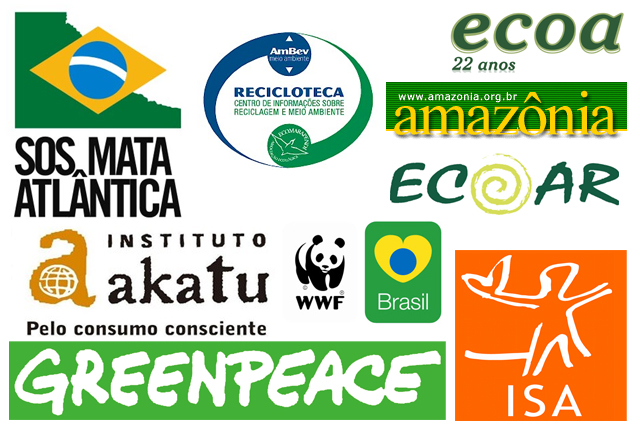 SOS MATA
ATLÂNTICA
AmBev
meio ambiente
RECICLOTECA
CENTRO DE INFORMAÇÕES SOBRE
RECICLAGEM E MEIO AMBIENTE
ecoa
22 anos
www.amazonia.org.br
amazônia
ECOAR
INSTITUTO
akatu
Pelo consumo consciente
WWF
®
Brasil
GREENPEACE
ISA